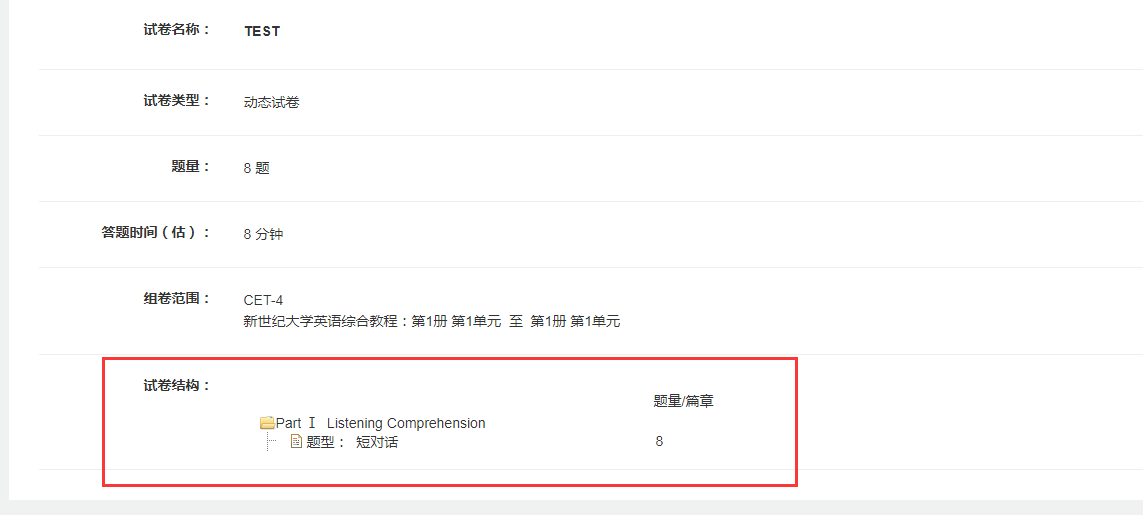 试卷名称： TEST
试卷类型： 动态试卷
题量： 8 题
答题时间（估）： 8 分钟
组卷范围： CET-4
新世纪大学英语综合教程：第1册 第1单元 至 第1册 第1单元
试卷结构：
题量/篇章
Part Ⅰ Listening Comprehension
题型： 短对话 8